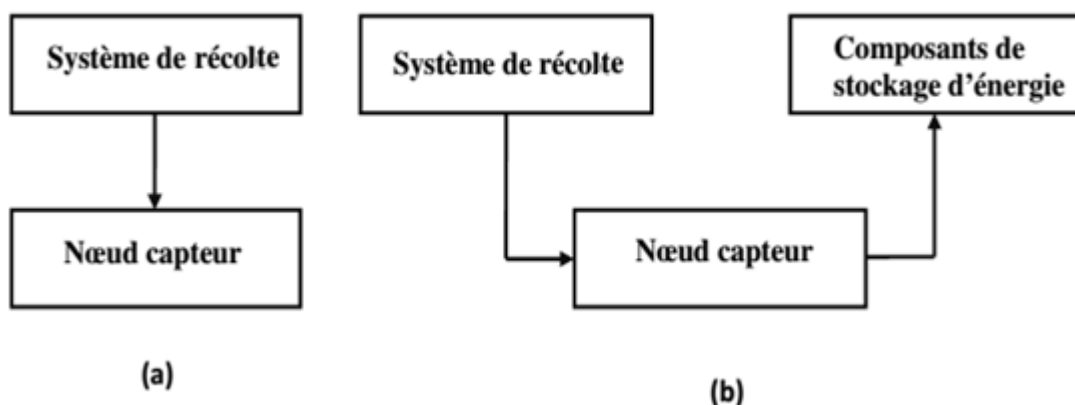 Système de récolte
Nœud capteur
(a)
Système de récolte
Composants de
stockage d'énergie
Nœud capteur
(b)